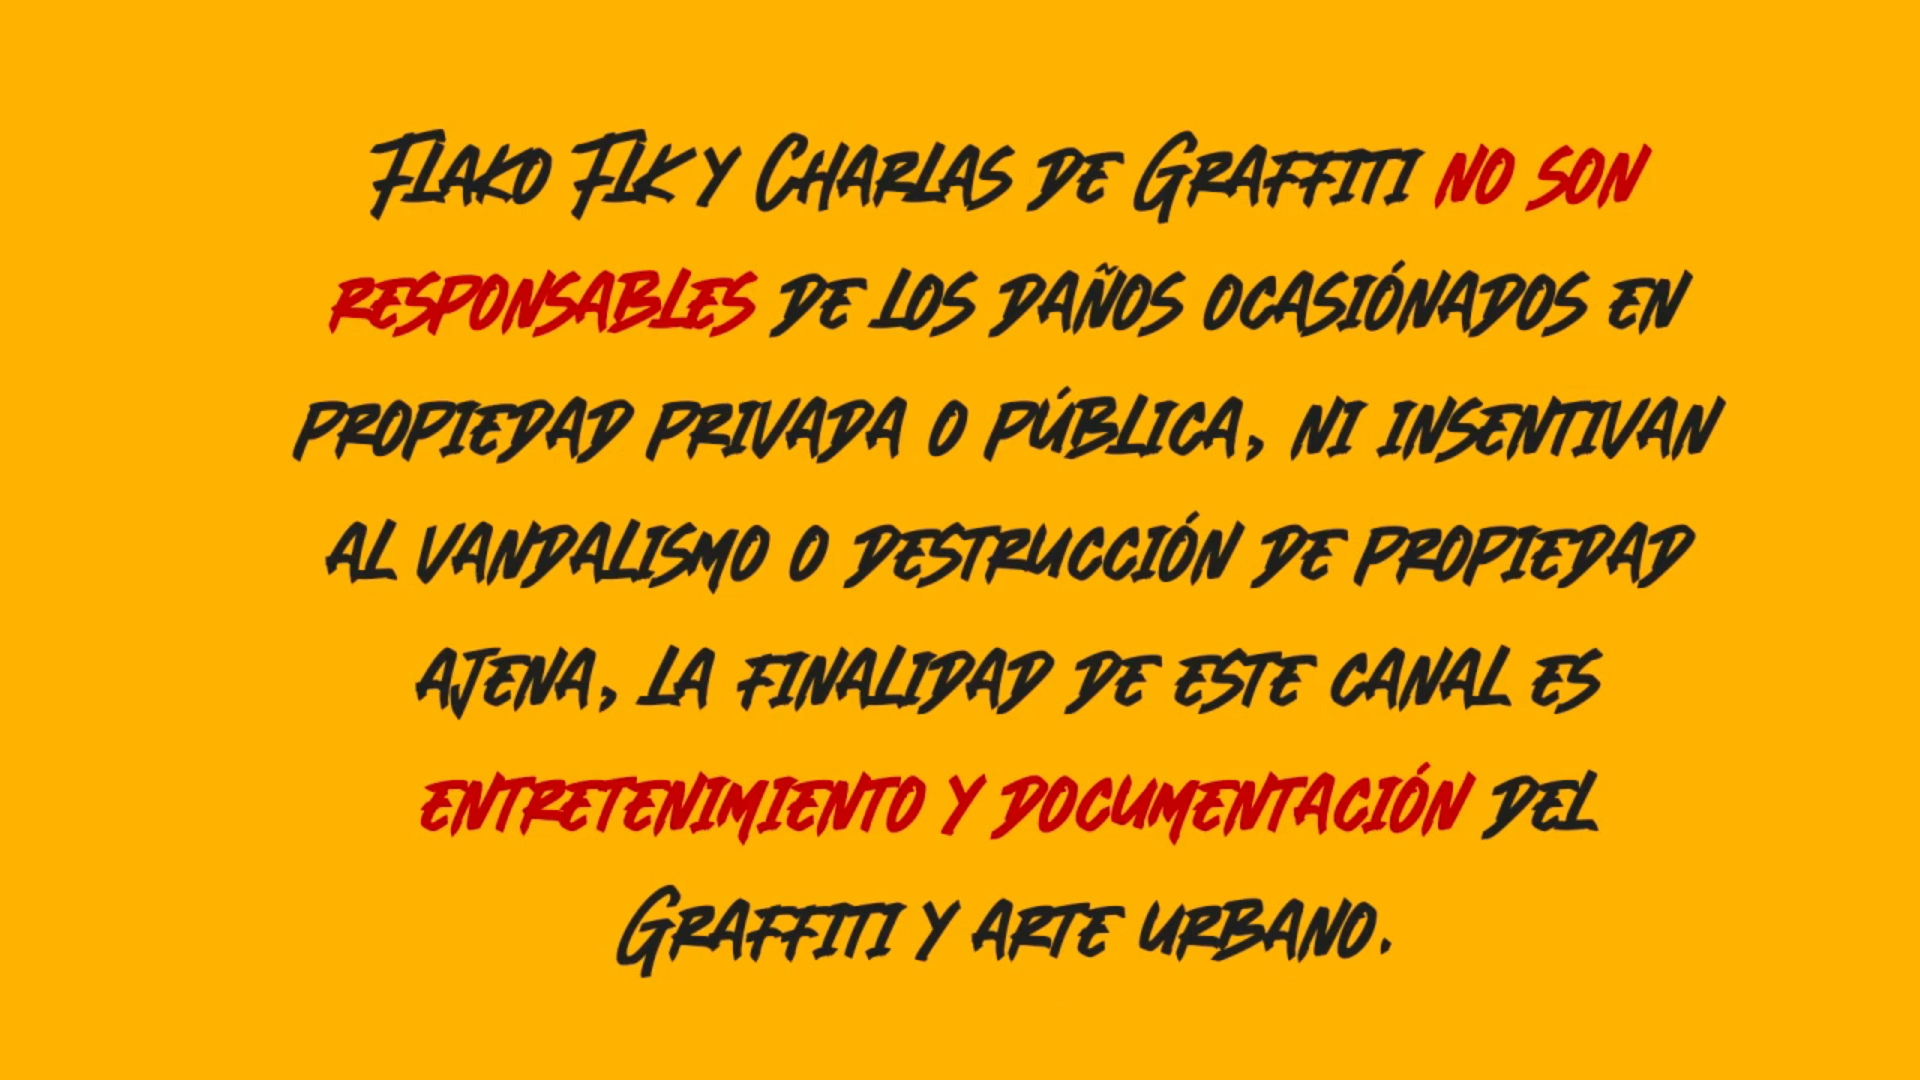 Flako Flk y Charlas de Graffiti no son
responsables de los daños ocasiónados en
propiedad privada o pública, ni insentivan
al vandalismo o destrucción de propiedad
ajena, la finalidad de este canal es
entretenimiento y documentación del
Graffiti y arte urbano.